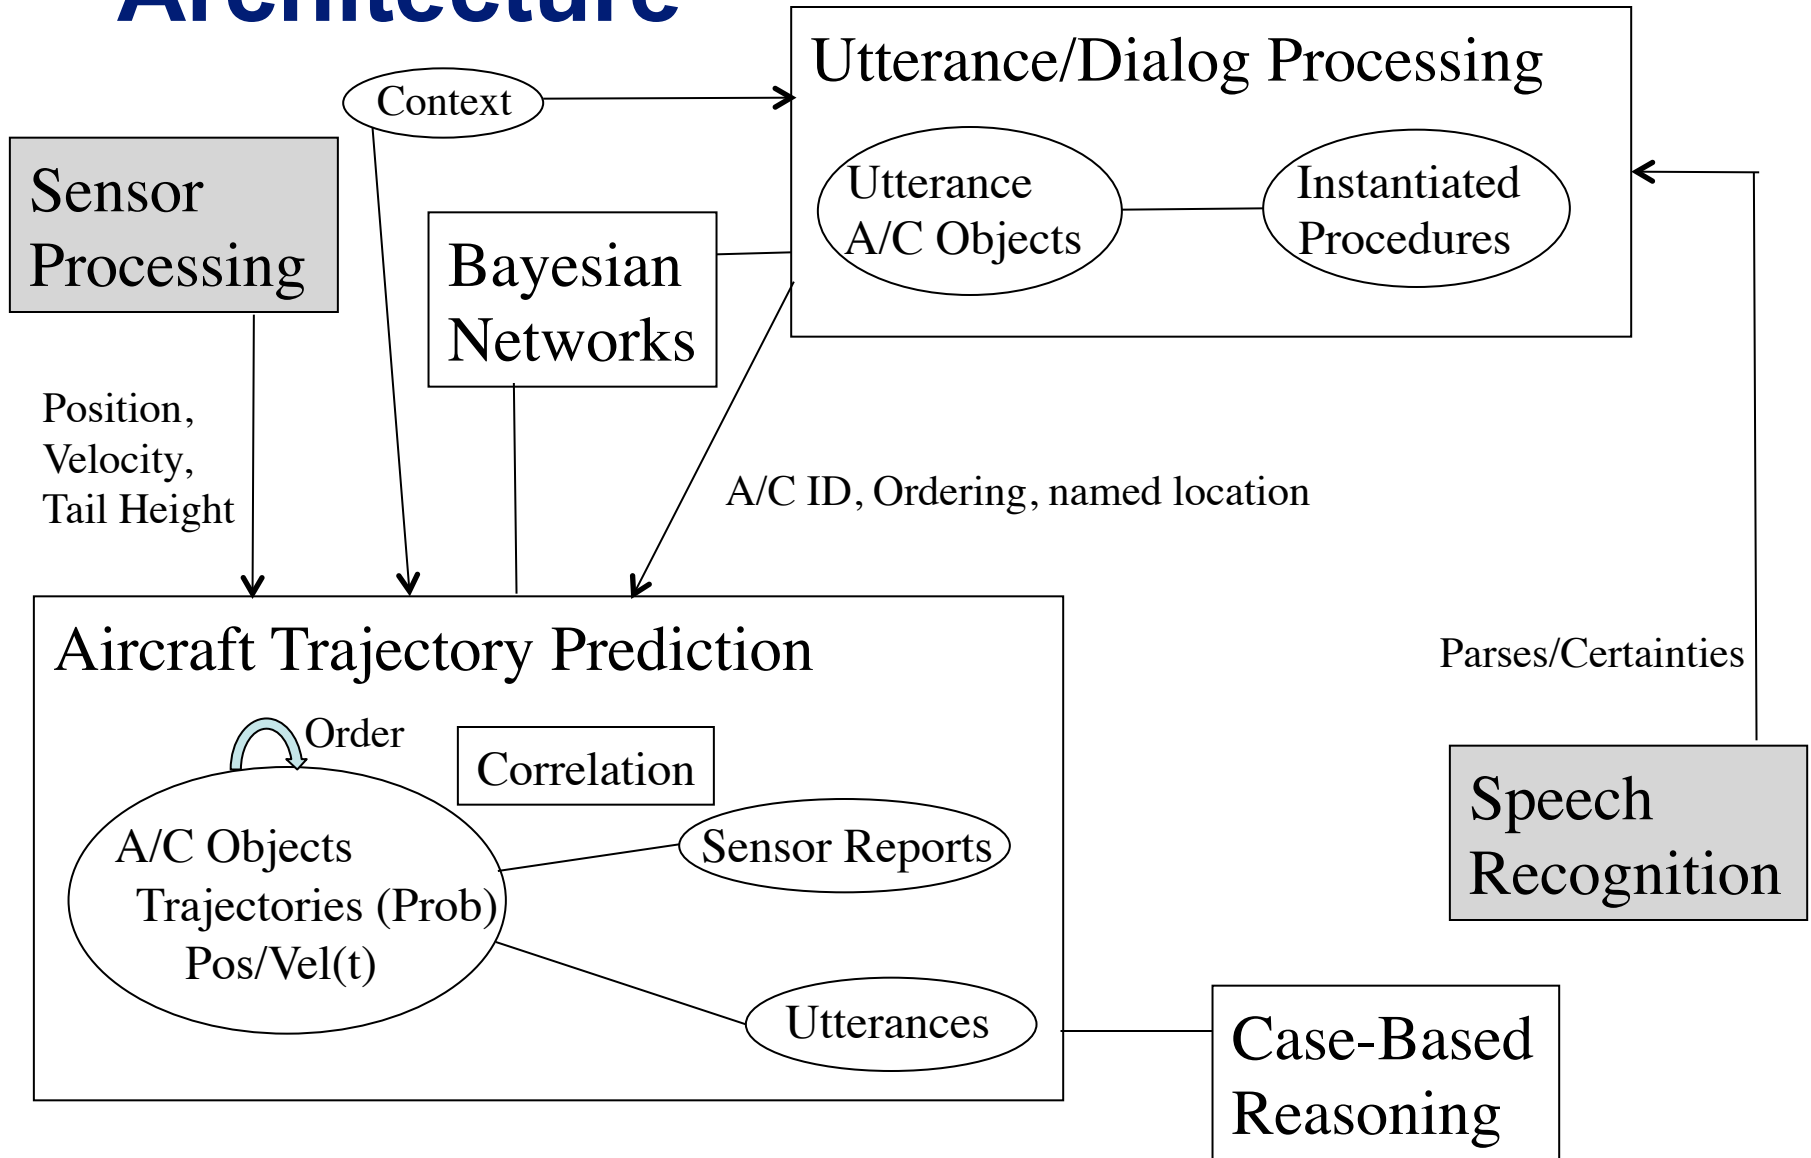 Architecture
Utterance/Dialog Processing
Context
Sensor
Processing
Utterance
A/C Objects
Instantiated
Procedures
Bayesian
Networks
Position,
Velocity,
Tail Height
A/C ID, Ordering, named location
Aircraft Trajectory Prediction
Parses/Certainties
Order
Correlation
A/C Objects
Trajectories (Prob)
Pos/Vel(t)
Sensor Reports
Utterances
Speech
Recognition
Case-Based
Reasoning